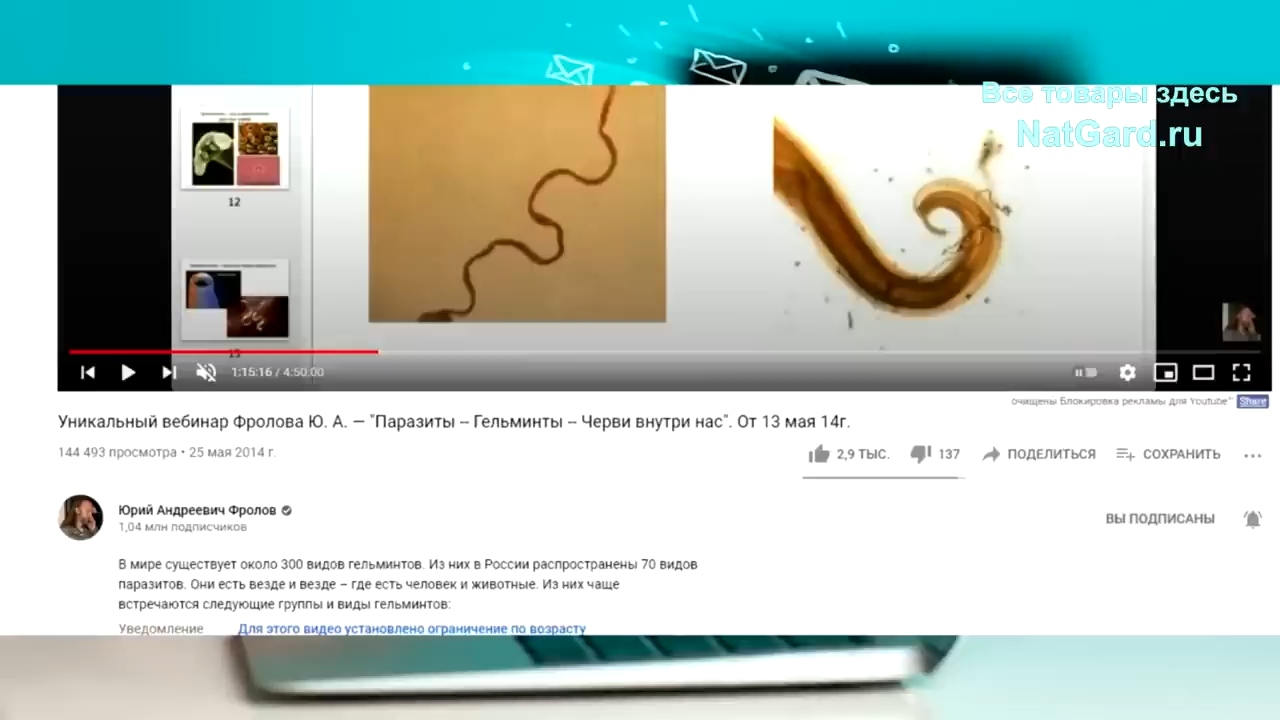 Все товары здесь
NatGard.ru
12
13
1:15:16 / 4:50:00
очищены Блокировка рекламы для Youtube™ Share
Уникальный вебинар Фролова Ю. А. — "Паразиты -- Гельминты -- Черви внутри нас". От 13 мая 14г.
144 493 просмотра • 25 мая 2014 г.
2,9 ТЫС. 137 ПОДЕЛИТЬСЯ СОХРАНИТЬ
Юрий Андреевич Фролов
1,04 млн подписчиков
ВЫ ПОДПИСАНЫ
В мире существует около 300 видов гельминтов. Из них в России распространены 70 видов
паразитов. Они есть везде и везде – где есть человек и животные. Из них чаще
встречаются следующие группы и виды гельминтов:
Уведомление Для этого видео установлено ограничение по возрасту